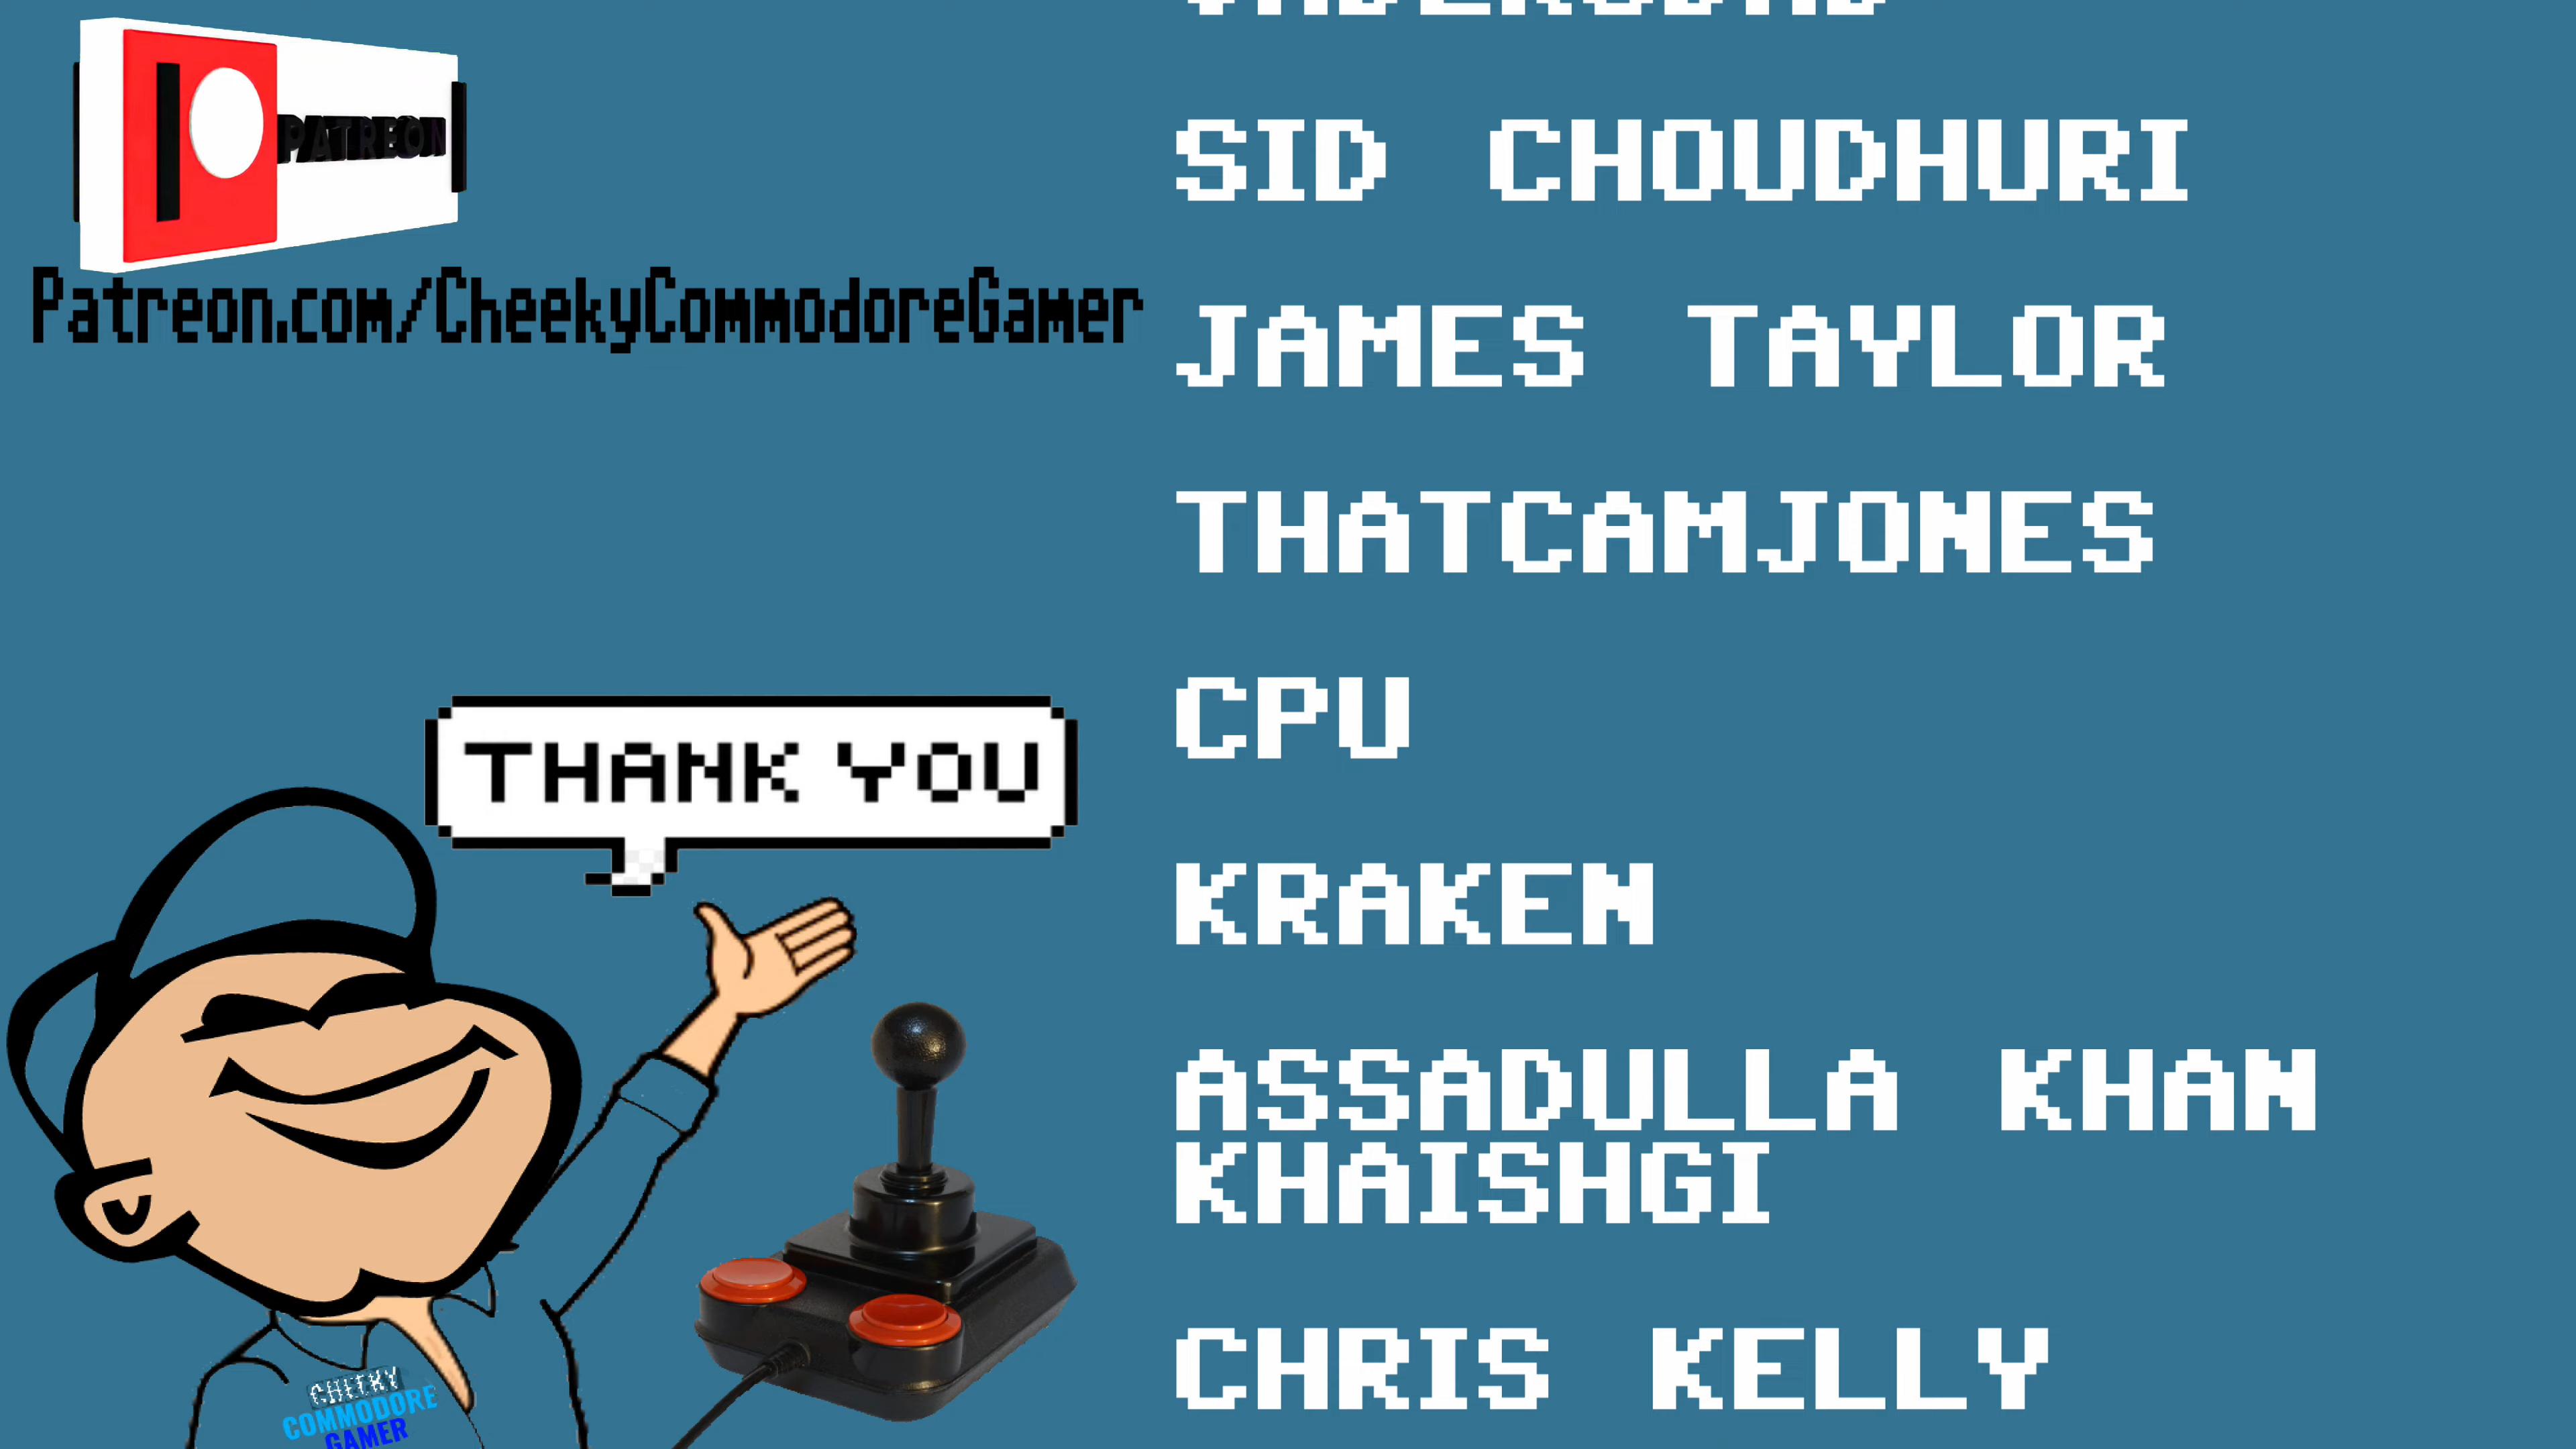 PATREON
Patreon.com/CheekyCommodoreGamer
SID CHOUDHURI
JAMES TAYLOR
THATCAMJONES
CPU
KRAKEN
ASSADULLA KHAN
KHAISHGI
CHRIS KELLY
THANK YOU
CHEEKY
COMMODORE
GAMER